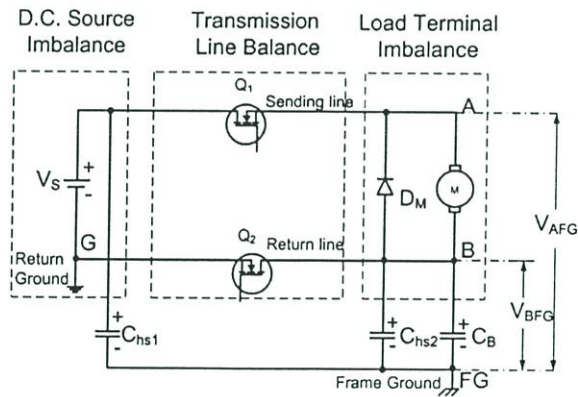 D.C. Source
Imbalance
Transmission
Line Balance
Load Terminal
Imbalance
Q1
Sending line
A
VS
+
-
DM
M
VAFG
G
Return
Ground
Q2
Return line
B
VBFG
+
-
Chs1
+
-
Chs2
+
-
CB
Frame Ground
FG